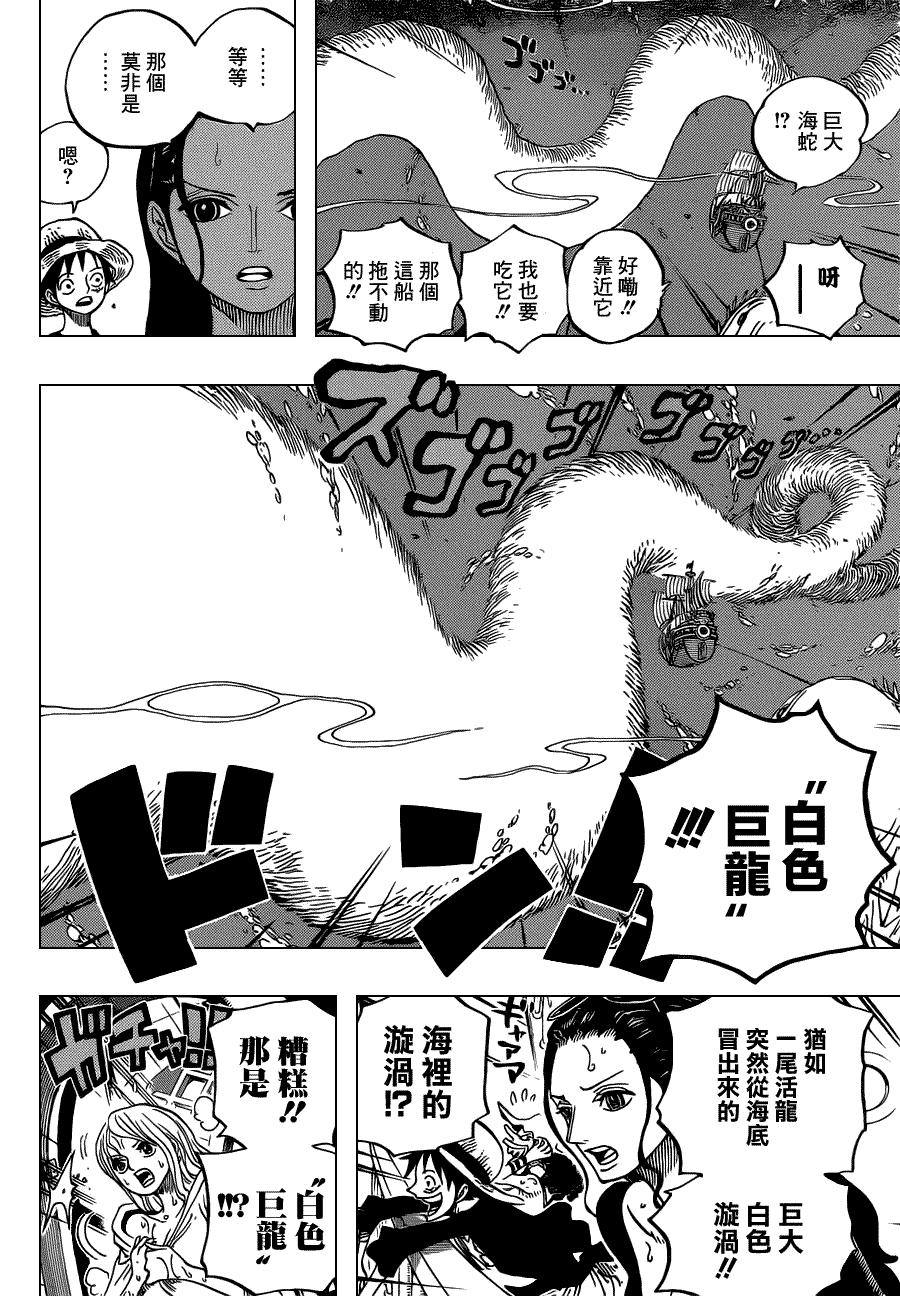 巨大
海蛇
!?
ゴゴゴゴ…
呀
——
好嘞!!
靠近它
我也要
吃它!!
那個
這船
拖不動
的!!
……
等等
那個
莫非是
……
嗯?
ズゴゴゴゴゴゴゴ…
"白色
巨龍"
!!!
ドン
猶如
一尾活龍
突然從海底
冒出來的
巨大
白色
漩渦!!
海裡的
漩渦!?
キャアア
糟糕!!
那是
"白色
巨龍"
!!?
ガチャ!!